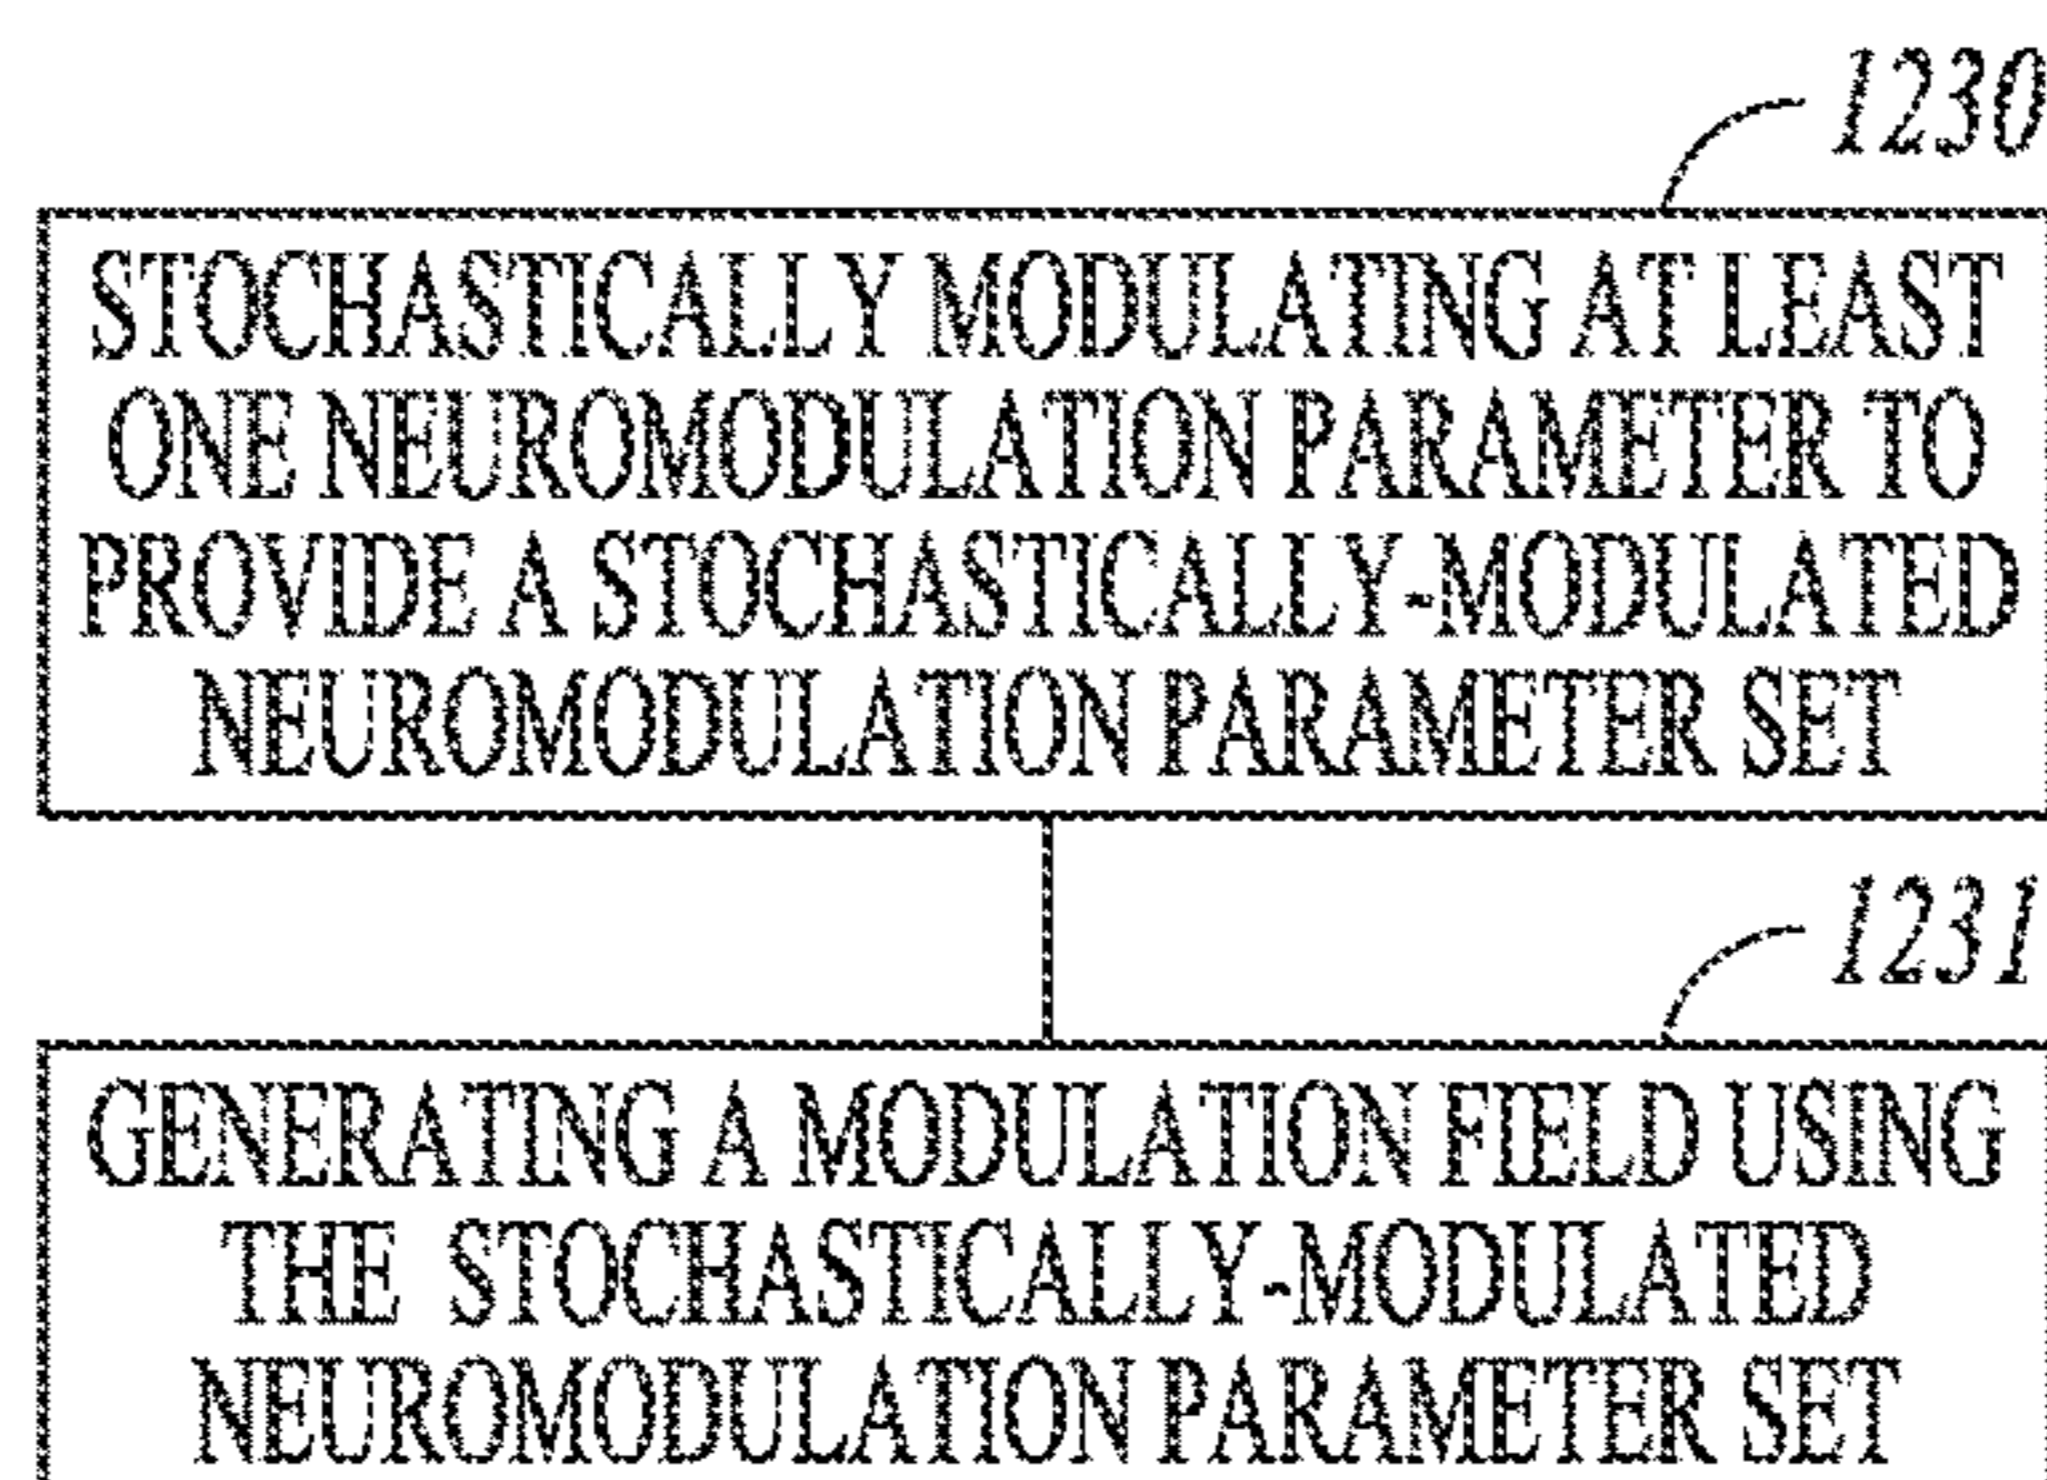 1230
STOCHASTICALLY MODULATING AT LEAST
ONE NEUROMODULATION PARAMETER TO
PROVIDE A STOCHASTICALLY-MODULATED
NEUROMODULATION PARAMETER SET
1231
GENERATING A MODULATION FIELD USING
THE STOCHASTICALLY-MODULATED
NEUROMODULATION PARAMETER SET